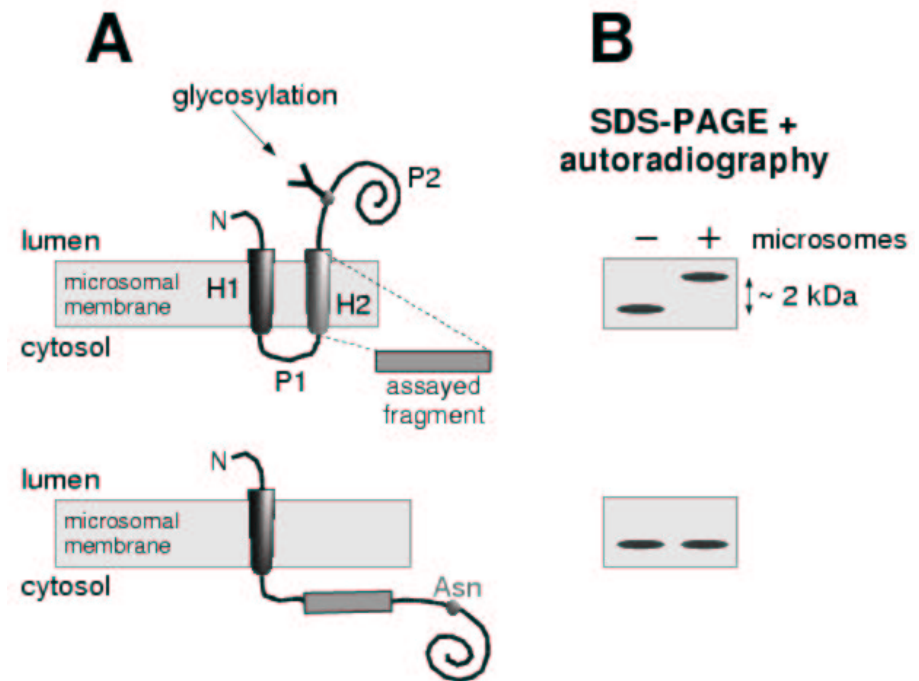 A
glycosylation
P2
N
lumen
microsomal
membrane
H1
H2
cytosol
P1
assayed
fragment
N
lumen
microsomal
membrane
cytosol
Asn
B
SDS-PAGE +
autoradiography
− + microsomes
~ 2 kDa